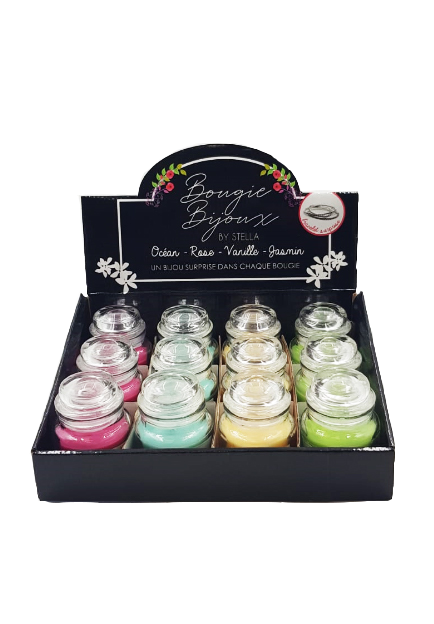 Bougie
Bijoux
BY STELLA
Océan - Rose - Vanille - Jasmin
UN BIJOU SURPRISE DANS CHAQUE BOUGIE